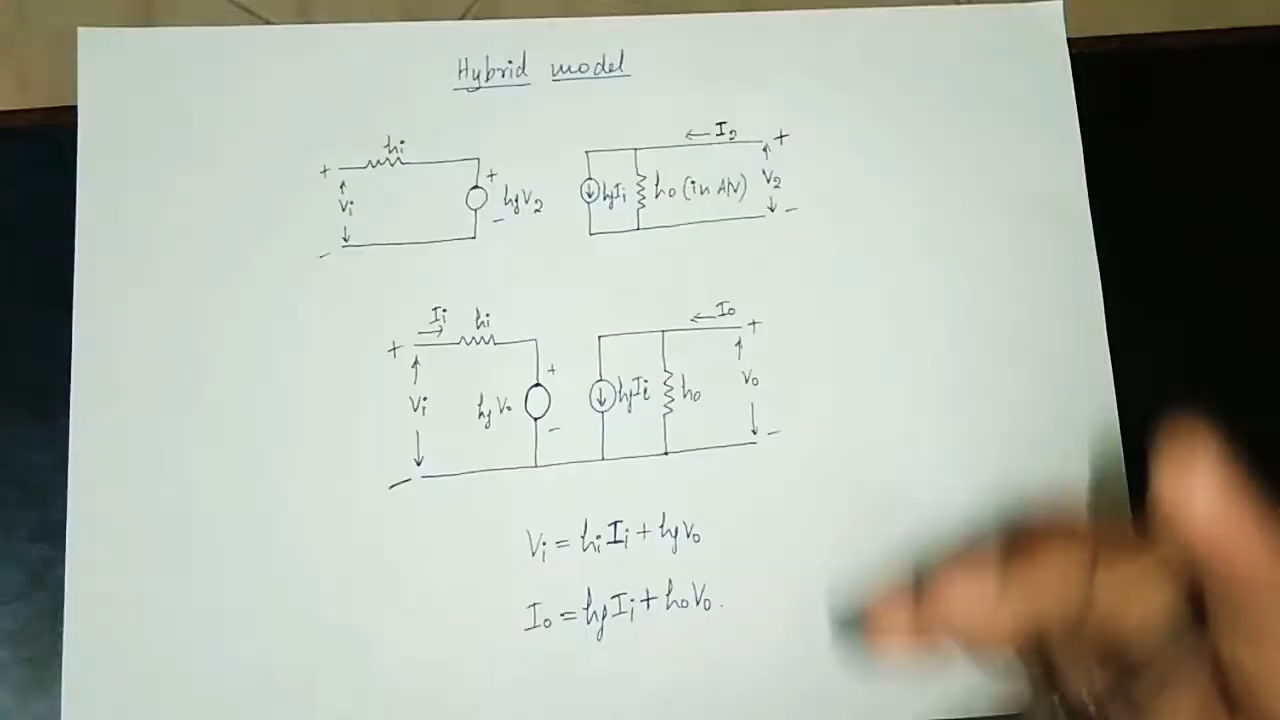 Hybrid model
hi
+
Vi
-
+
hrV2
-
hfIi
ho (in A/V)
← I2
+
V2
-
Ii
→
hi
+
Vi
-
hrVo
+
-
hfIi
ho
← Io
+
Vo
-
Vi = hiIi + hrVo
Io = hfIi + hoVo.